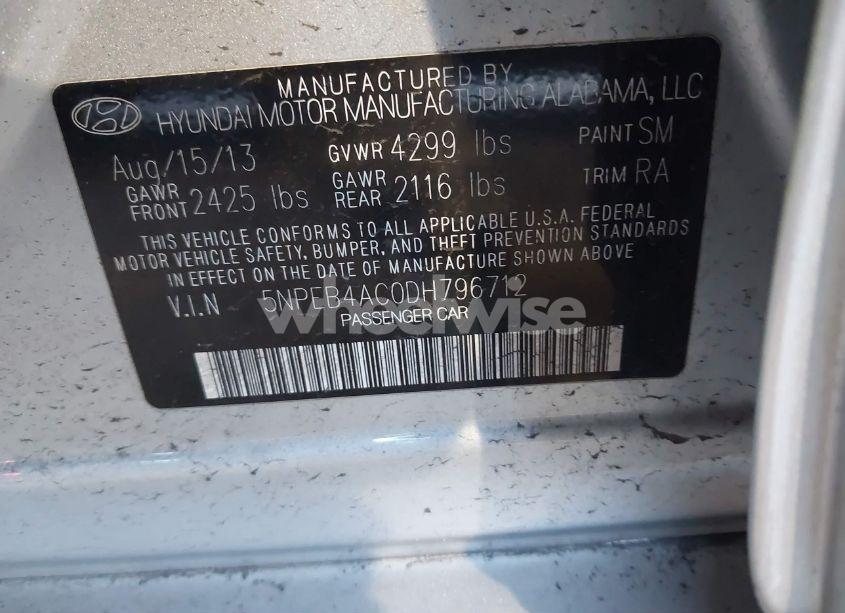 MANUFACTURED BY
HYUNDAI MOTOR MANUFACTURING ALABAMA, LLC
Aug/15/13 GVWR 4299 lbs PAINT SM
GAWR FRONT 2425 lbs GAWR REAR 2116 lbs TRIM RA
THIS VEHICLE CONFORMS TO ALL APPLICABLE U.S.A. FEDERAL
MOTOR VEHICLE SAFETY, BUMPER, AND THEFT PREVENTION STANDARDS
IN EFFECT ON THE DATE OF MANUFACTURE SHOWN ABOVE
V.I.N 5NPEB4AC0DH796712
PASSENGER CAR
wheelwise